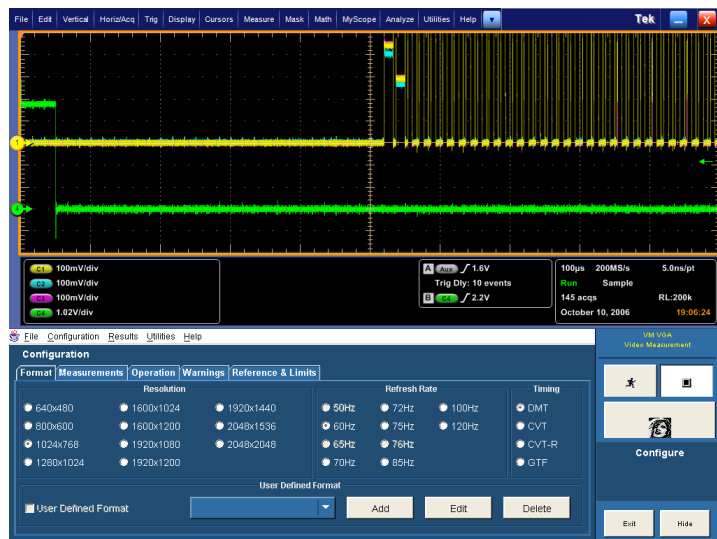 File Edit Vertical Horiz/Acq Trig Display Cursors Measure Mask Math MyScope Analyze Utilities Help Tek X
1
4
C1 100mV/div
C2 100mV/div
C3 100mV/div
C4 1.02V/div
A Aux 1.6V
Trig Dly: 10 events
B C4 2.2V
100µs 200MS/s 5.0ns/pt
Run Sample
145 acqs RL:200k
October 10, 2006 19:06:24
File Configuration Results Utilities Help
VM VGA
Video Measurement
Configuration
Format Measurements Operation Warnings Reference & Limits
Resolution Refresh Rate Timing
640x480 1600x1024 1920x1440 50Hz 72Hz 100Hz DMT
800x600 1600x1200 2048x1536 60Hz 75Hz 120Hz CVT
1024x768 1920x1080 2048x2048 65Hz 76Hz CVT-R
1280x1024 1920x1200 70Hz 85Hz GTF
Configure
User Defined Format
User Defined Format Add Edit Delete
Exit Hide